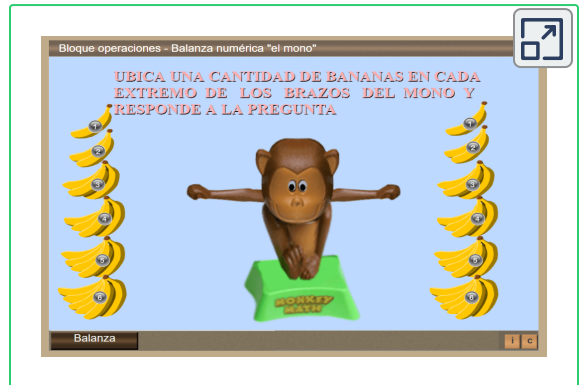 Bloque operaciones - Balanza numérica "el mono"
UBICA UNA CANTIDAD DE BANANAS EN CADA
EXTREMO DE LOS BRAZOS DEL MONO Y
RESPONDE A LA PREGUNTA
1 1
2 2
3 3
4 4
5 5
6 6
MONKEY
MATH
Balanza
i c